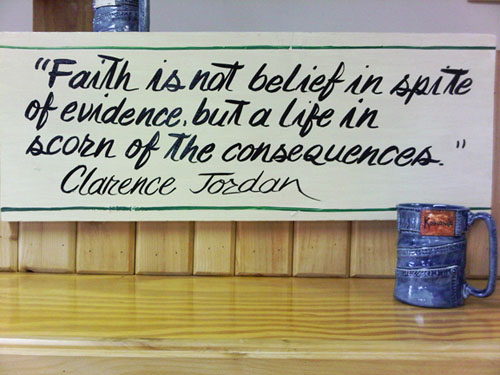 "Faith is not belief in spite
of evidence, but a life in
scorn of the consequences."
Clarence Jordan